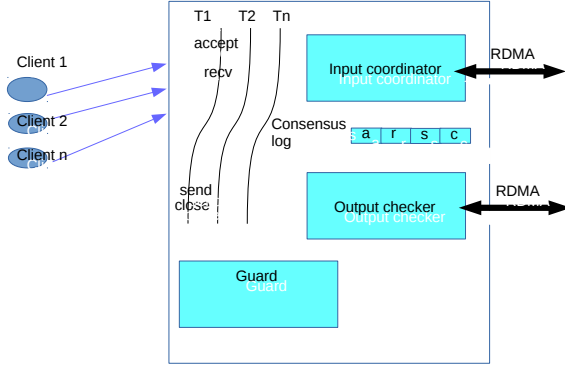 T1 T2 Tn
accept
recv
Client 1
Client 2
Client n
Input coordinator
RDMA
Consensus
log
a r s c
send
close
Output checker
RDMA
Guard